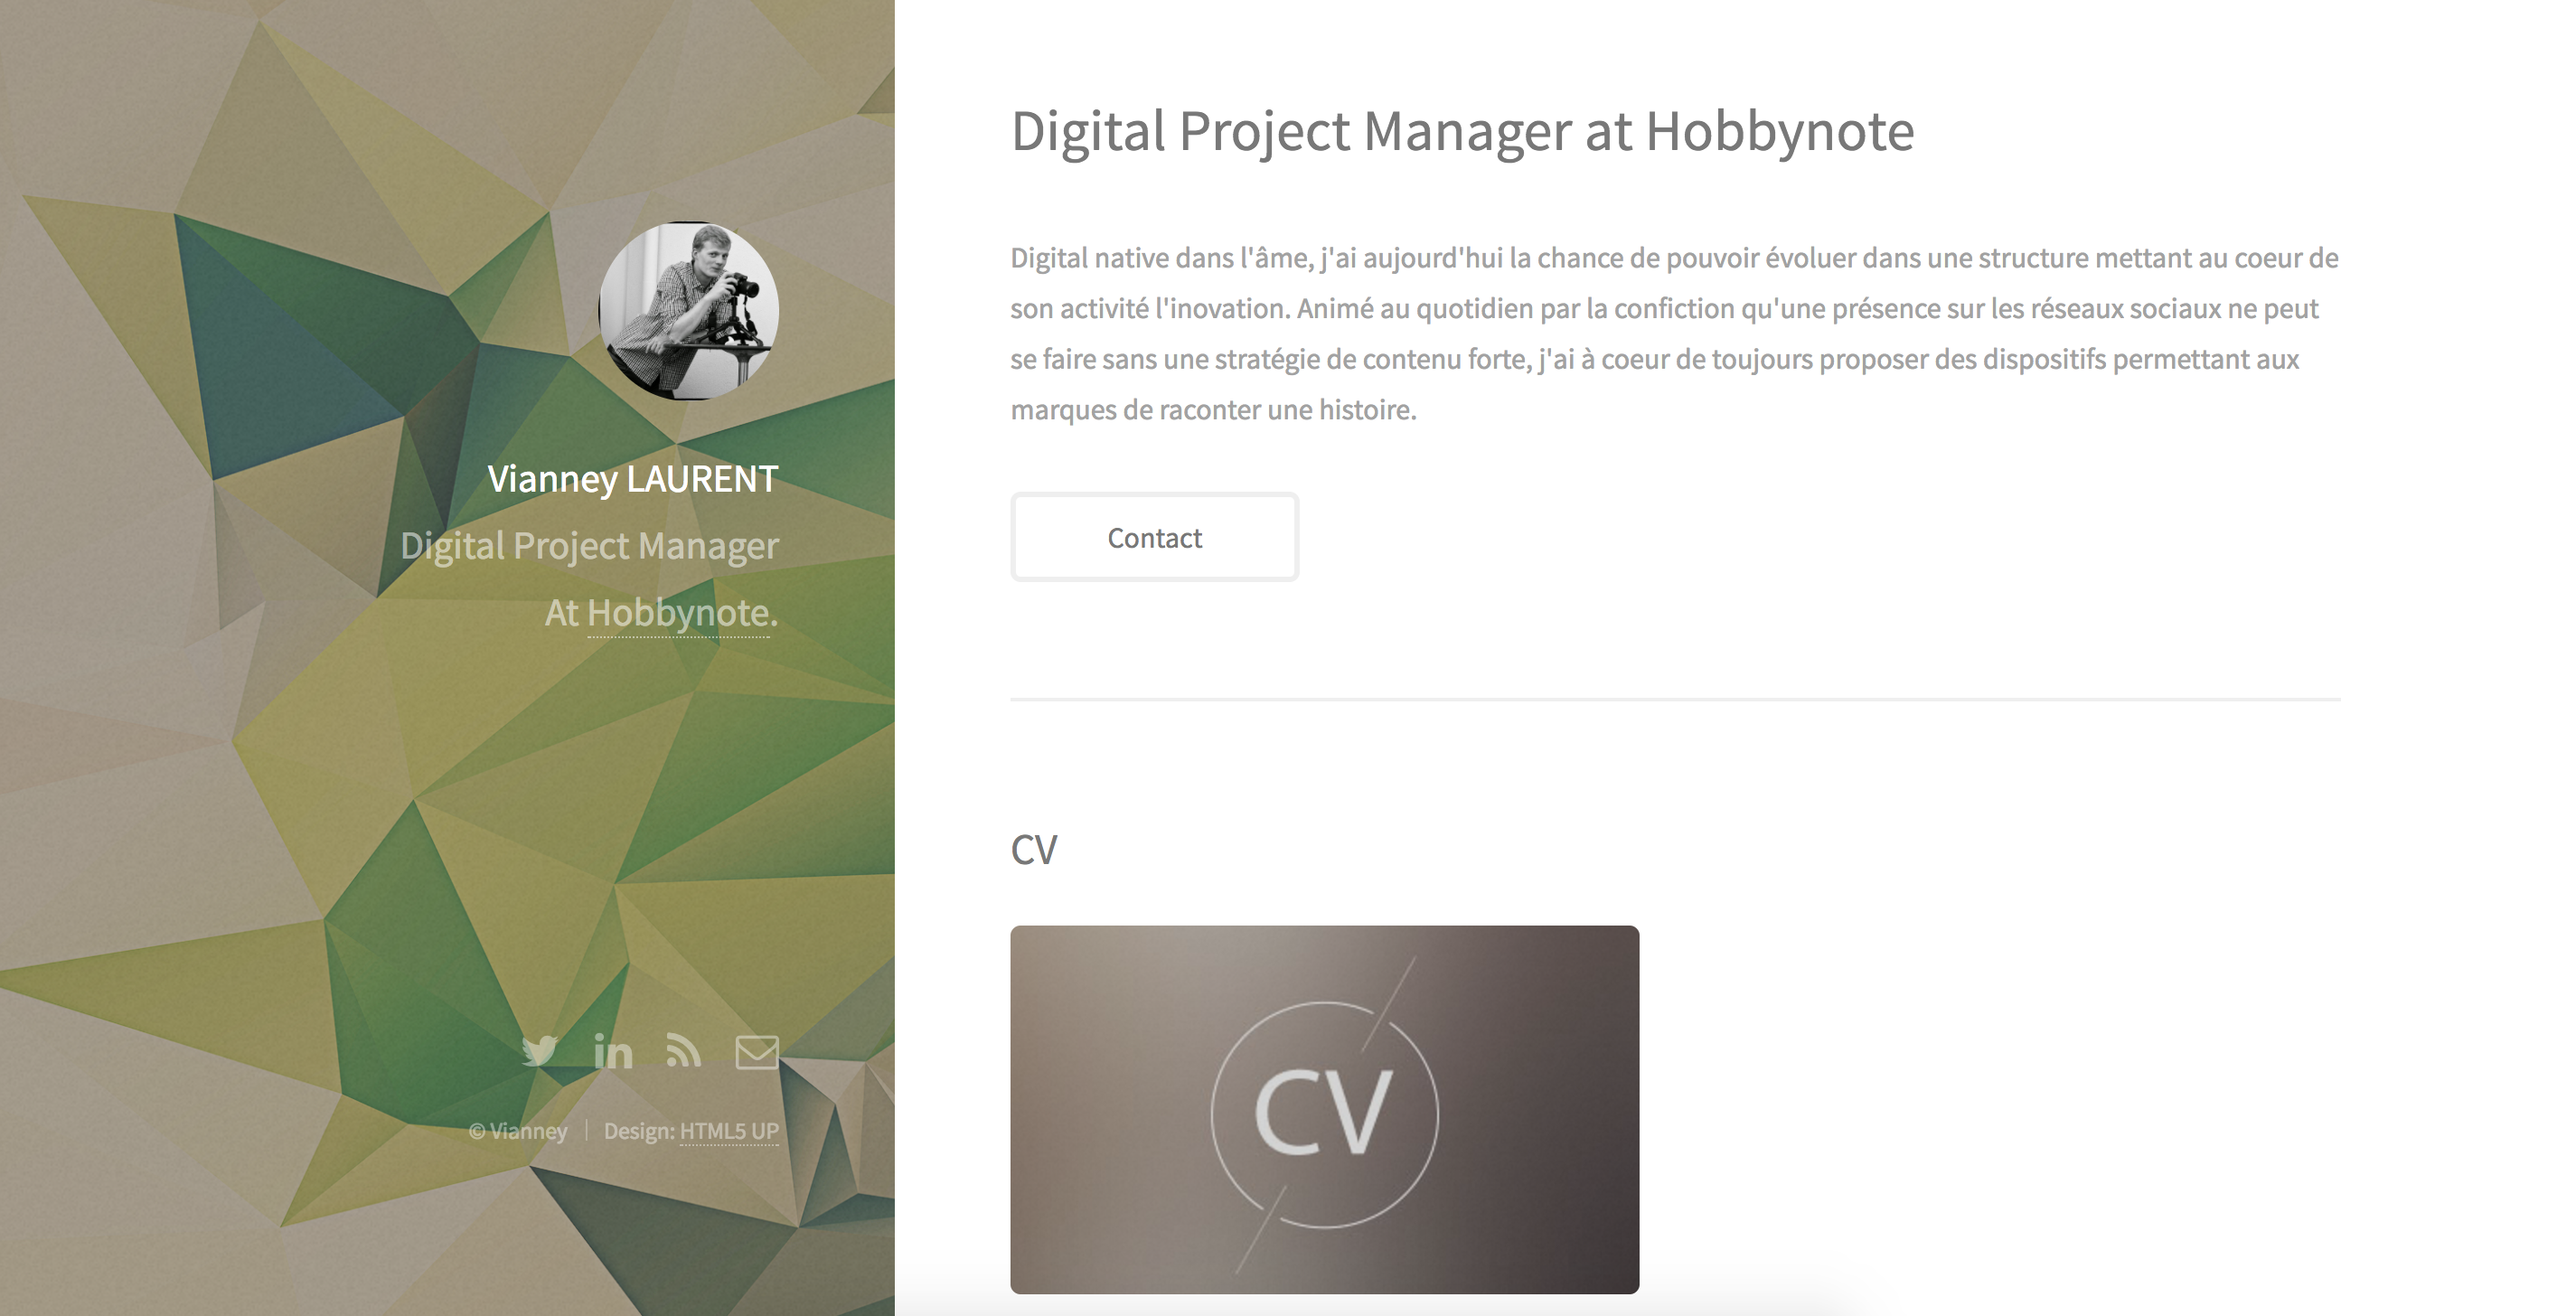 Vianney LAURENT
Digital Project Manager
At Hobbynote.
© Vianney | Design: HTML5 UP
Digital Project Manager at Hobbynote
Digital native dans l'âme, j'ai aujourd'hui la chance de pouvoir évoluer dans une structure mettant au coeur de
son activité l'inovation. Animé au quotidien par la confiction qu'une présence sur les réseaux sociaux ne peut
se faire sans une stratégie de contenu forte, j'ai à coeur de toujours proposer des dispositifs permettant aux
marques de raconter une histoire.
Contact
CV
CV